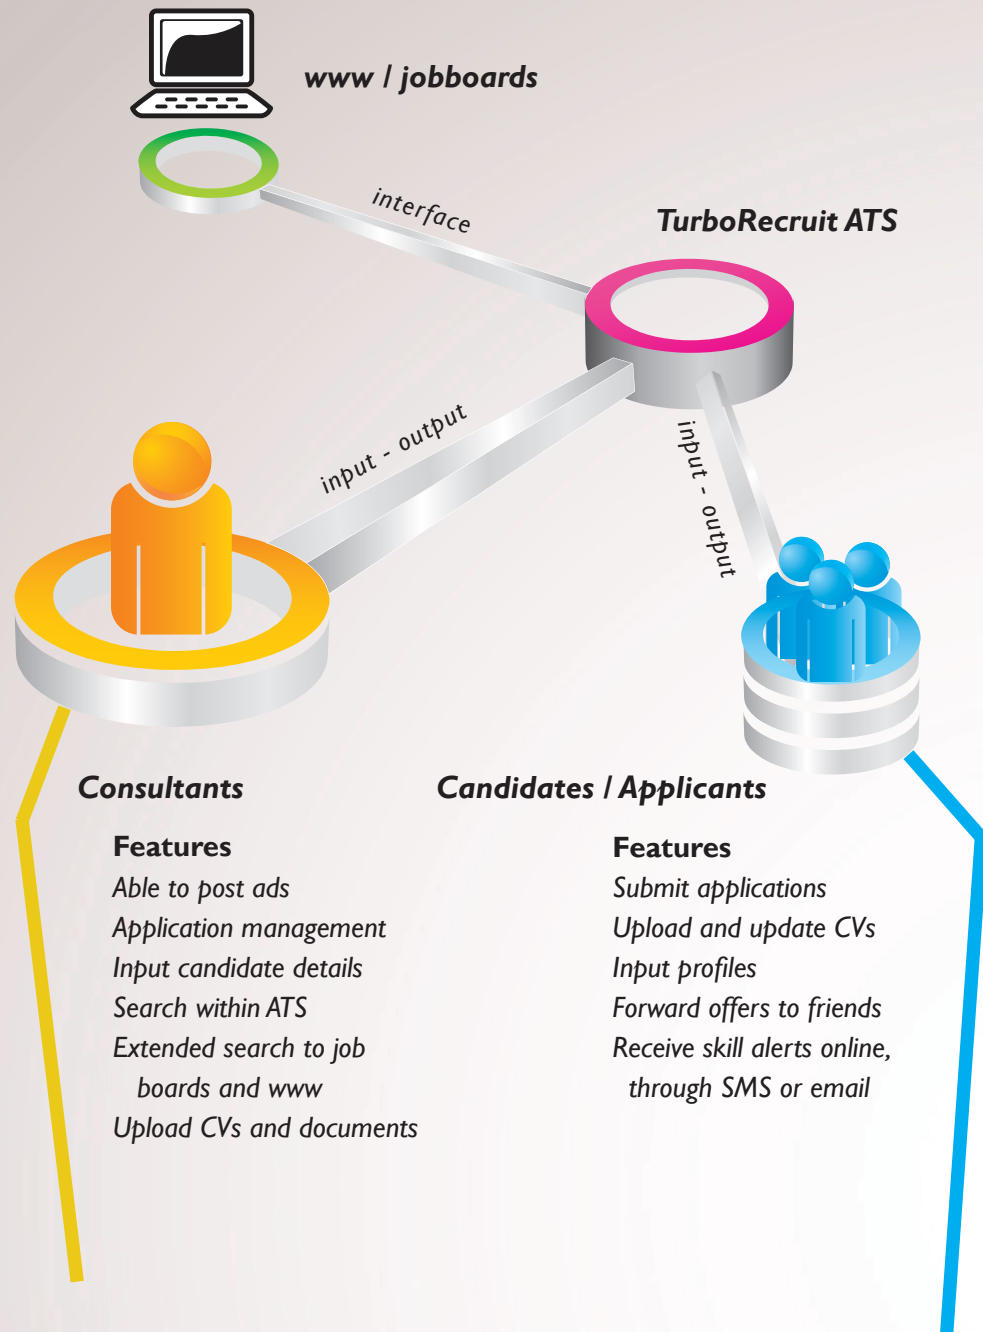 www / jobboards
interface
TurboRecruit ATS
input - output
input - output
Consultants
Features
Able to post ads
Application management
Input candidate details
Search within ATS
Extended search to job
boards and www
Upload CVs and documents
Candidates / Applicants
Features
Submit applications
Upload and update CVs
Input profiles
Forward offers to friends
Receive skill alerts online,
through SMS or email